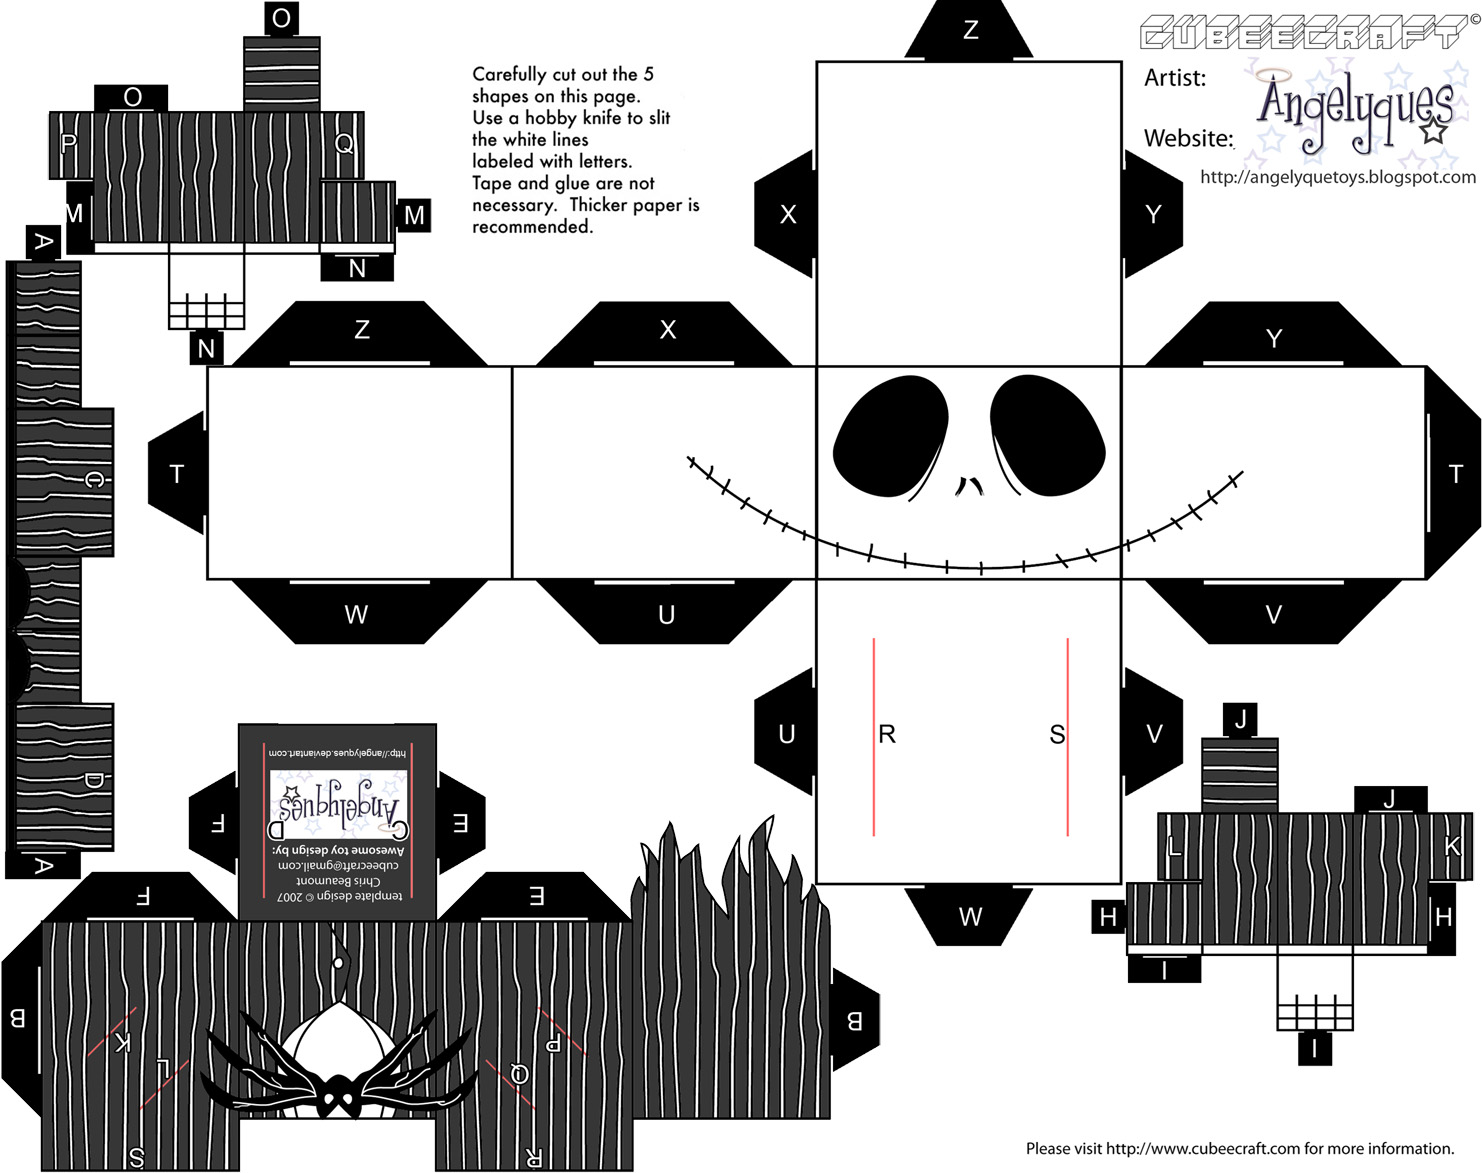 O
Z
CUBEECRAFT©
Carefully cut out the 5
shapes on this page.
Use a hobby knife to slit
the white lines
labeled with letters.
Tape and glue are not
necessary.  Thicker paper is
recommended.
Artist:
Angelyques
Website:
http://angelyquetoys.blogspot.com
O
P
Q
M
M
N
N
A
X
Y
Z
X
Y
T
T
C
W
U
V
U
R
S
V
D
A
J
J
L
K
H
H
I
I
W
http://angelyques.deviantart.com
Angelyques
C
D
Awesome toy design by:
cubeecraft@gmail.com
Chris Beaumont
template design © 2007
F
E
F
E
B
B
K
L
P
Q
S
R
Please visit http://www.cubeecraft.com for more information.